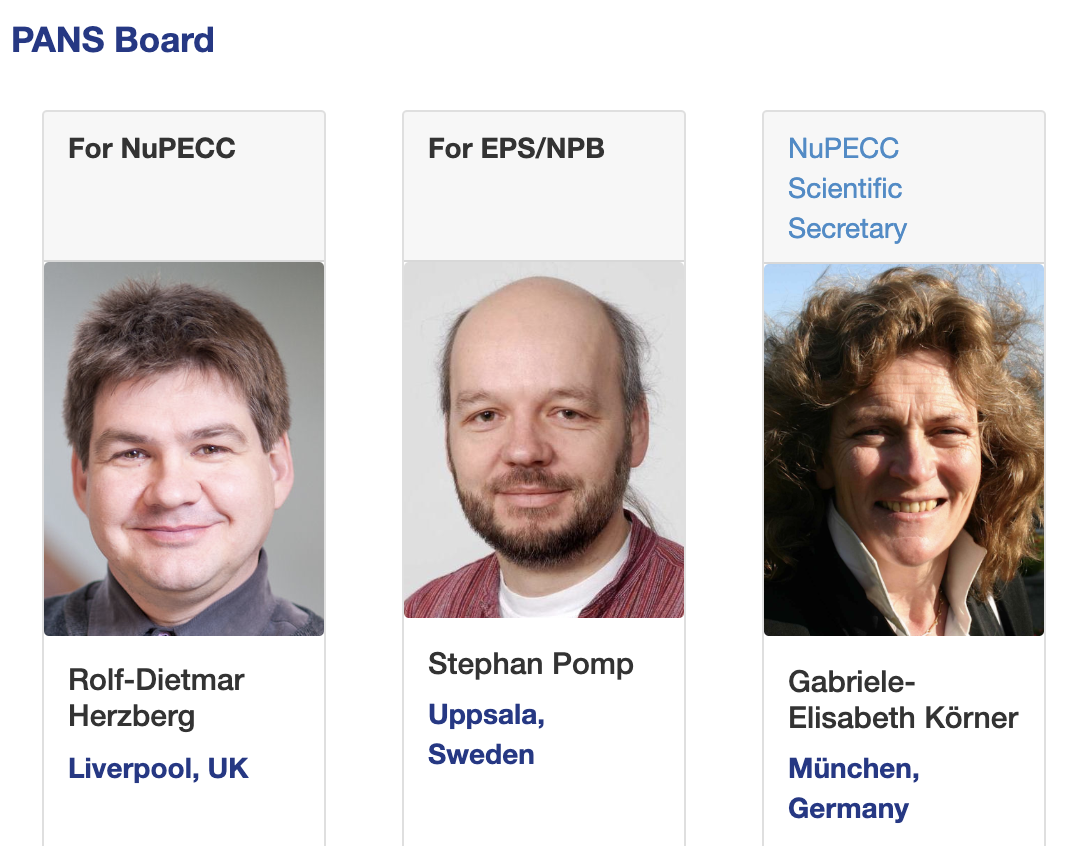 PANS Board
For NuPECC
Rolf-Dietmar
Herzberg
Liverpool, UK
For EPS/NPB
Stephan Pomp
Uppsala,
Sweden
NuPECC
Scientific
Secretary
Gabriele-
Elisabeth Körner
München,
Germany